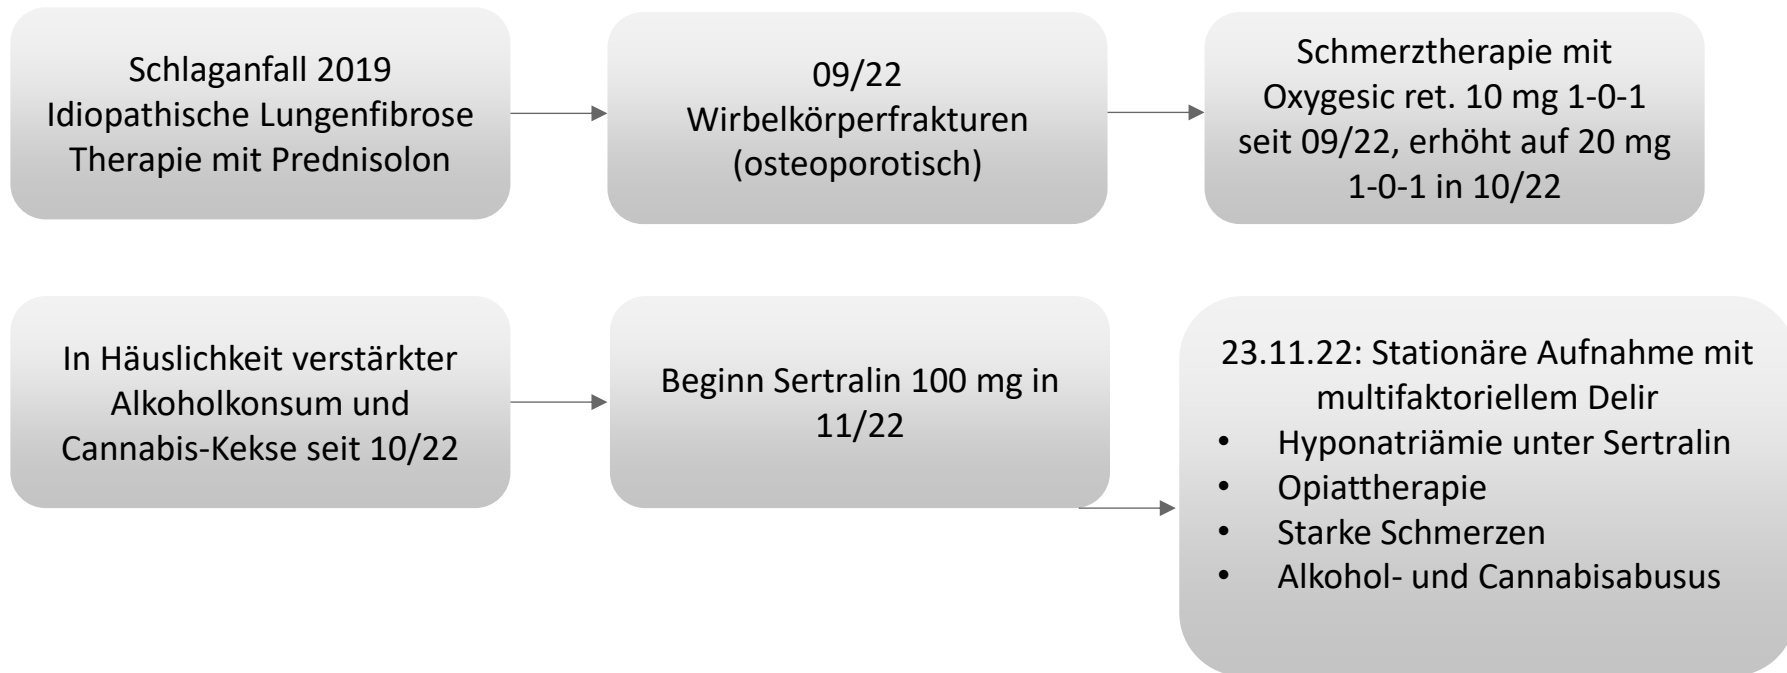 Schlaganfall 2019
Idiopathische Lungenfibrose
Therapie mit Prednisolon
09/22
Wirbelkörperfrakturen
(osteoporotisch)
Schmerztherapie mit
Oxygesic ret. 10 mg 1-0-1
seit 09/22, erhöht auf 20 mg
1-0-1 in 10/22
In Häuslichkeit verstärkter
Alkoholkonsum und
Cannabis-Kekse seit 10/22
Beginn Sertralin 100 mg in
11/22
23.11.22: Stationäre Aufnahme mit
multifaktoriellem Delir
• Hyponatriämie unter Sertralin
• Opiattherapie
• Starke Schmerzen
• Alkohol- und Cannabisabusus